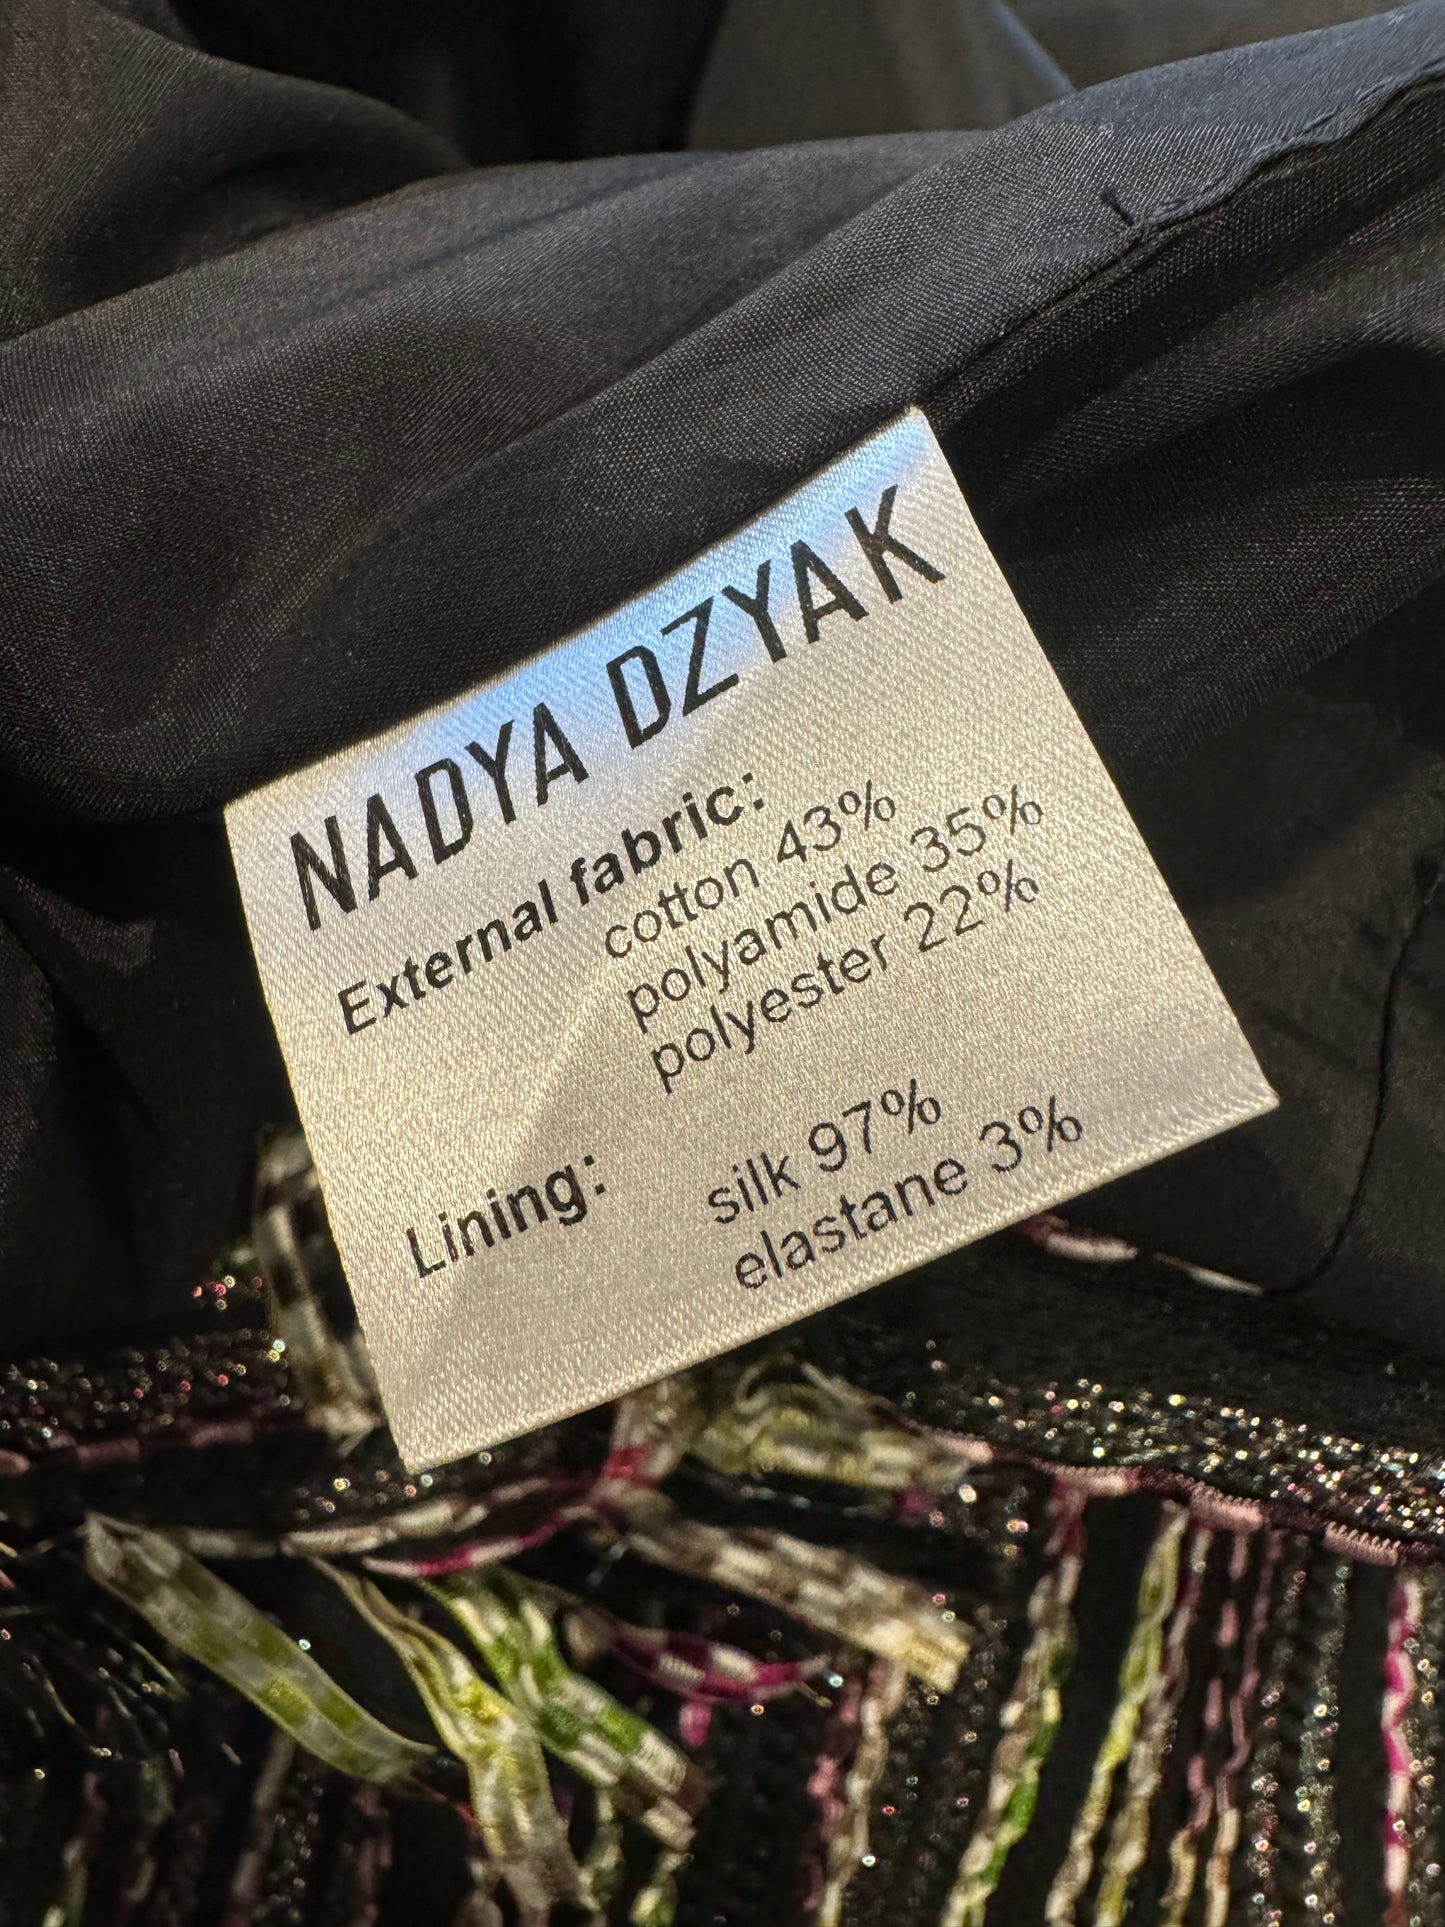 NADYA DZYAK
External fabric:
cotton 43%
polyamide 35%
polyester 22%
Lining: silk 97%
elastane 3%